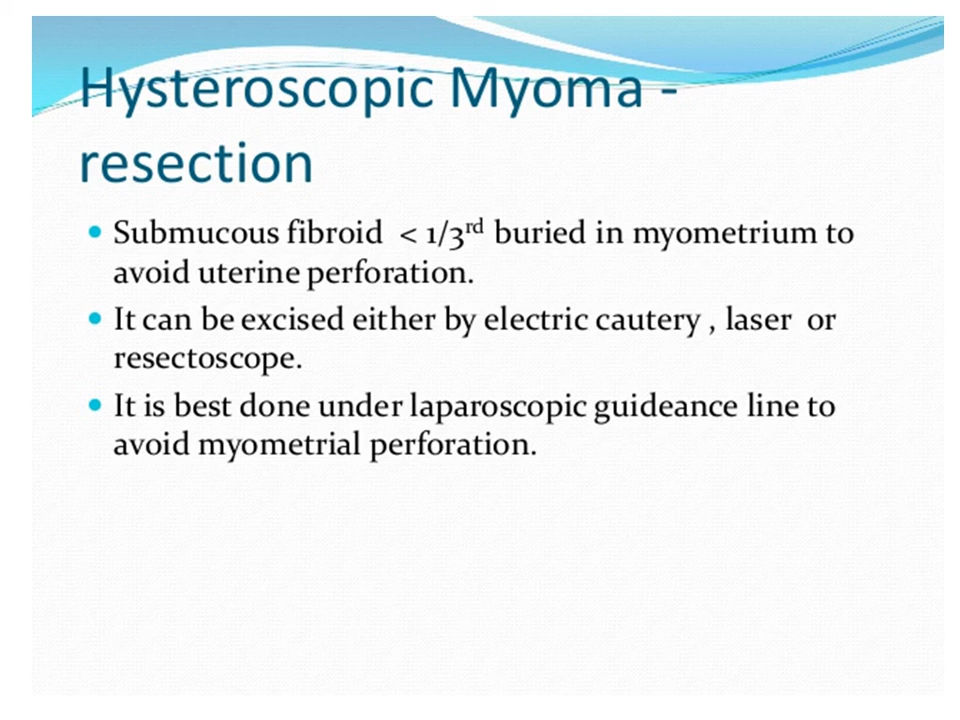 Hysteroscopic Myoma -
resection
• Submucous fibroid < 1/3rd buried in myometrium to
avoid uterine perforation.
• It can be excised either by electric cautery , laser or
resectoscope.
• It is best done under laparoscopic guideance line to
avoid myometrial perforation.